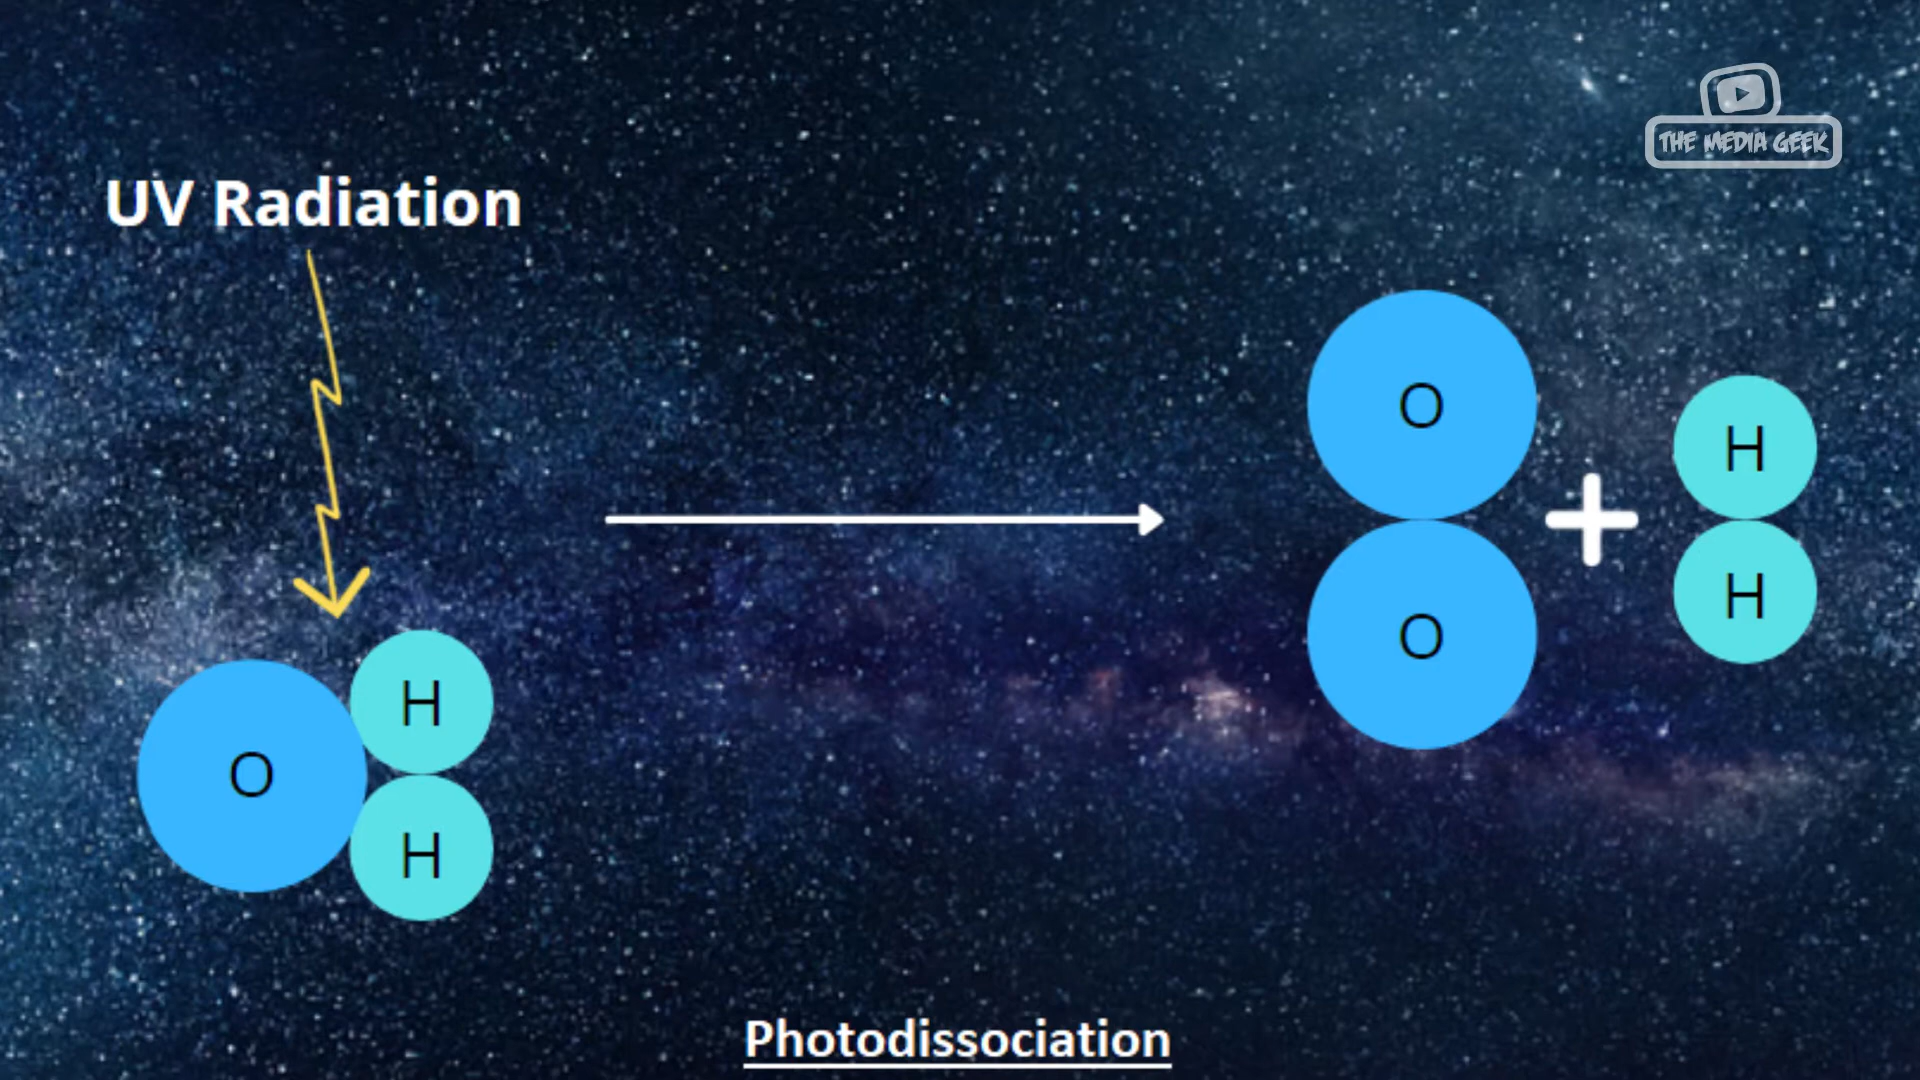 THE MEDIA GEEK
UV Radiation
O
H
H
O
H
O
H
Photodissociation